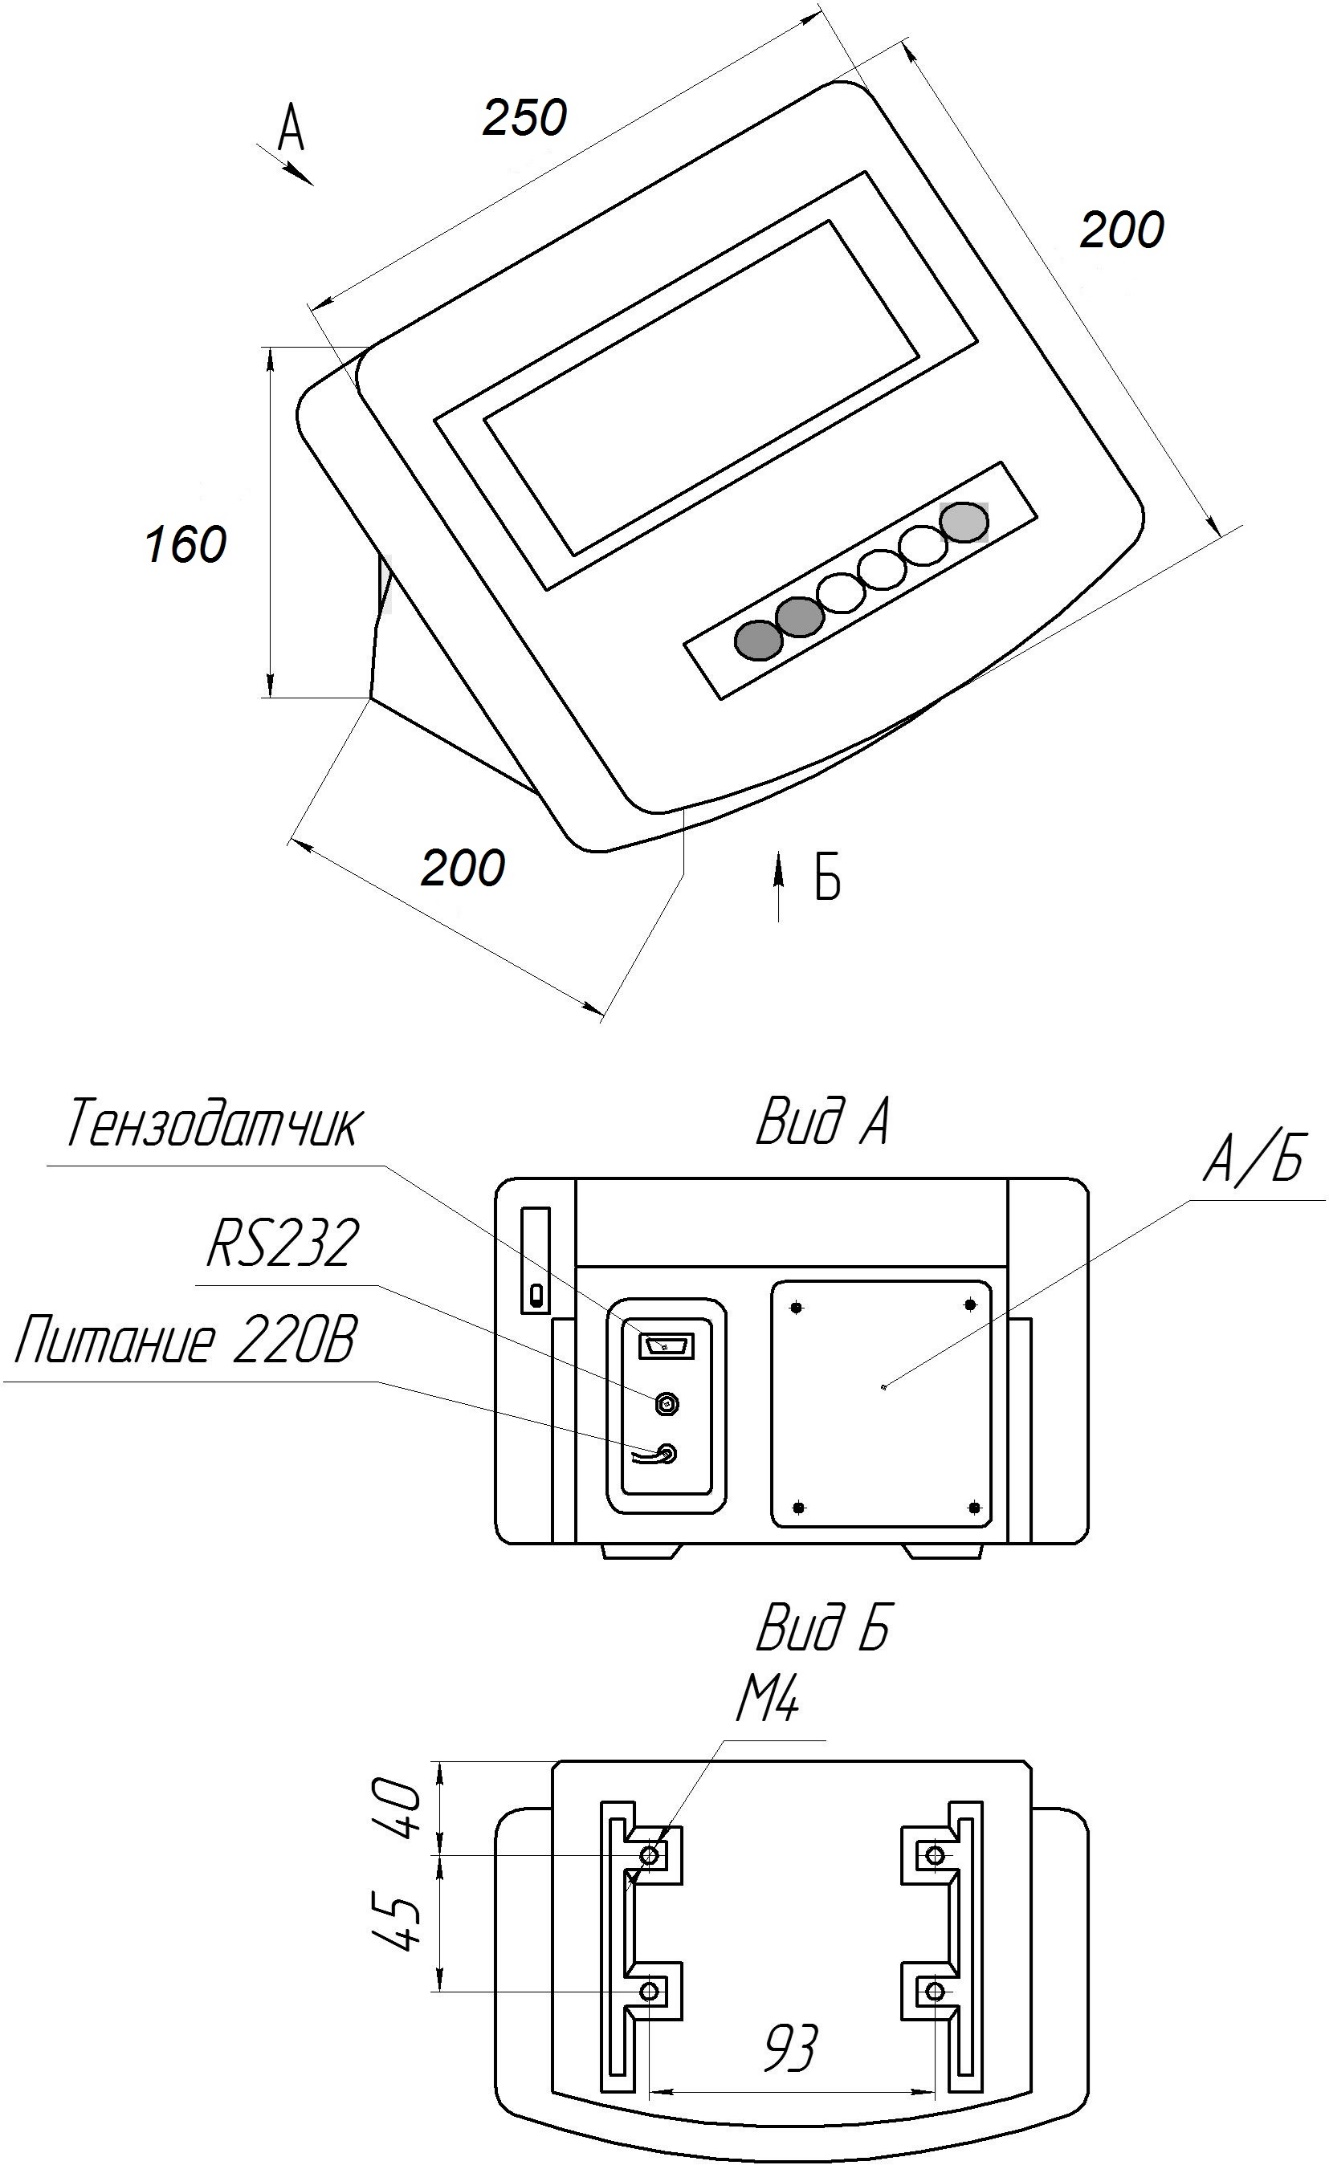 250
А
200
160
200
Б
Тензодатчик
Вид А
А/Б
RS232
Питание 220В
Вид Б
М4
40
45
93